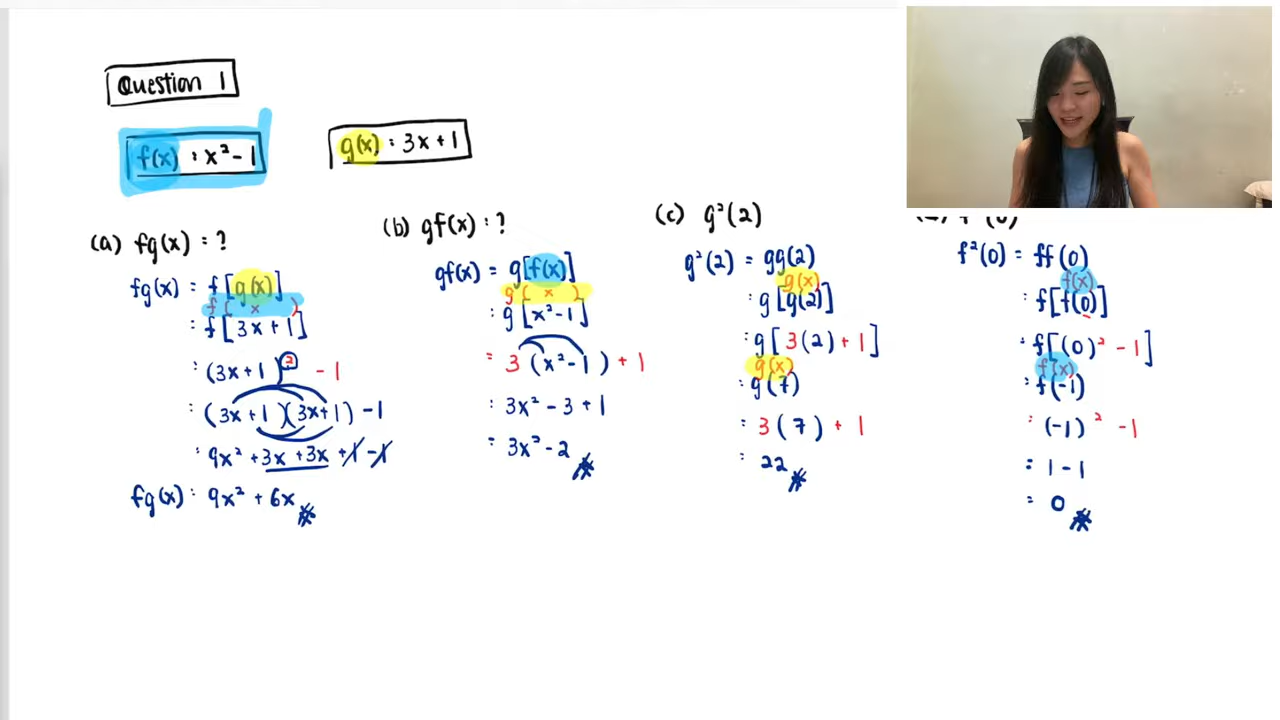 Question 1
f(x) : x² - 1
g(x) : 3x + 1
(a) fg(x) : ?
fg(x) : f[g(x)]
f( x )
: f[3x + 1]
: (3x + 1)² - 1
: (3x + 1)(3x + 1) - 1
: 9x² + 3x + 3x + 1 - 1
fg(x) : 9x² + 6x
(b) gf(x) : ?
gf(x) = g[f(x)]
g( x )
: g[x² - 1]
= 3(x² - 1) + 1
: 3x² - 3 + 1
= 3x² - 2
(c) g²(2)
g²(2) = gg(2)
g(x)
: g[g(2)]
: g[3(2) + 1]
g(x)
: g(7)
= 3(7) + 1
: 22
f²(0) = ff(0)
f(x)
: f[f(0)]
: f[(0)² - 1]
f(x)
: f(-1)
: (-1)² - 1
= 1 - 1
: 0